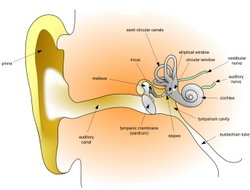 semi circular canals
elliptical window
circular window
vestibular
nerve
incus
pinna
malleus
auditory
nerve
cochlea
tympanum cavity
auditory
canal
tympanic membrane
(eardrum)
stapes
eustachian tube